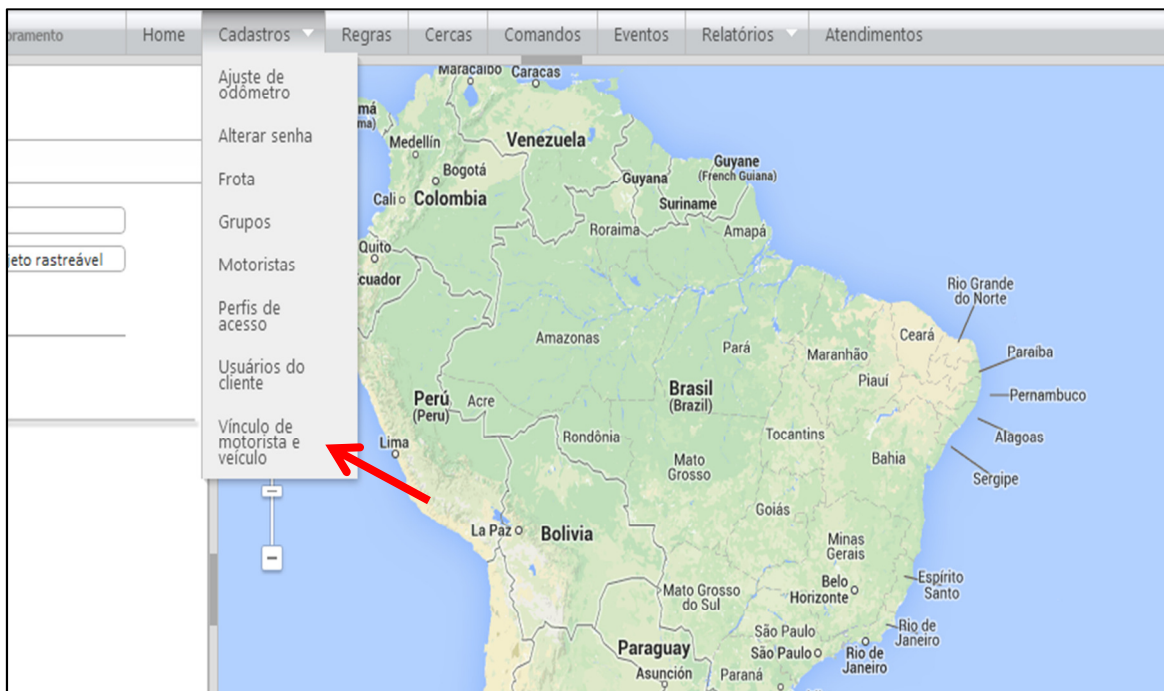 Home
Cadastros
Regras
Cercas
Comandos
Eventos
Relatórios
Atendimentos
Ajuste de
odômetro
Alterar senha
Frota
Grupos
Motoristas
Perfis de
acesso
Usuários do
cliente
Vínculo de
motorista e
veículo
jeto rastreável
Maracaibo
Caracas
Medellín
Venezuela
Bogotá
Cali
Colombia
Guyana
Guyane
(French Guiana)
Suriname
Roraima
Amapá
Quito
Ecuador
Amazonas
Pará
Maranhão
Ceará
Rio Grande
do Norte
Paraíba
Piauí
Pernambuco
Brasil
(Brazil)
Perú
(Peru)
Acre
Alagoas
Lima
Rondônia
Tocantins
Mato
Grosso
Bahia
Sergipe
Goiás
La Paz
Bolivia
Minas
Gerais
Mato Grosso
do Sul
Belo
Horizonte
Espírito
Santo
São Paulo
São Paulo
Rio de
Janeiro
Rio de
Janeiro
Paraguay
Asunción
Paraná